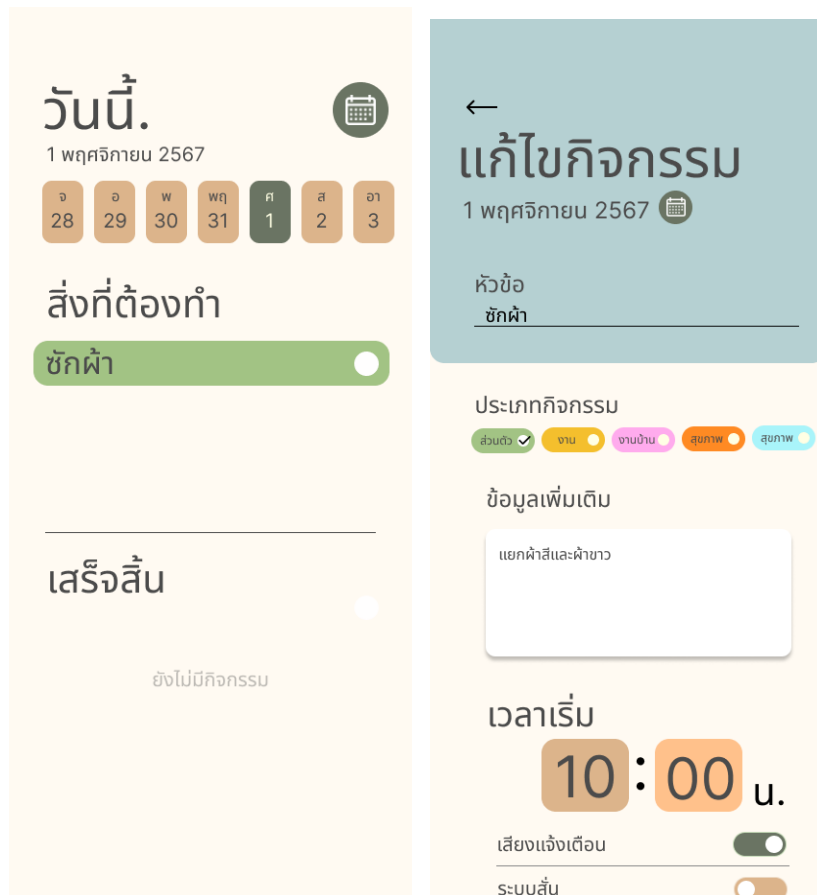 วันนี้.
1 พฤศจิกายน 2567
จ อ พ พฤ ศ ส อา
28 29 30 31 1 2 3
สิ่งที่ต้องทำ
ซักผ้า
เสร็จสิ้น
ยังไม่มีกิจกรรม
แก้ไขกิจกรรม
1 พฤศจิกายน 2567
หัวข้อ
ซักผ้า
ประเภทกิจกรรม
ส่วนตัว งาน งานบ้าน สุขภาพ สุขภาพ
ข้อมูลเพิ่มเติม
แยกผ้าสีและผ้าขาว
เวลาเริ่ม
10 : 00 น.
เสียงแจ้งเตือน
ระบบสั่น